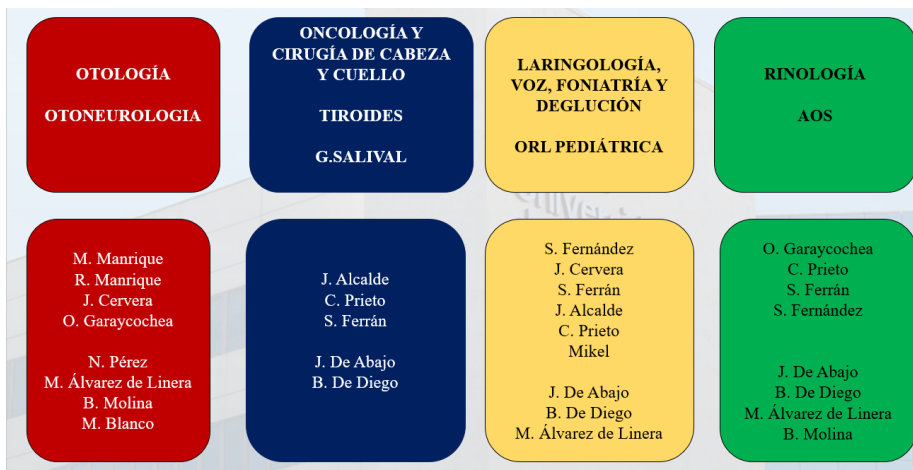 OTOLOGÍA
OTONEUROLOGIA
ONCOLOGÍA Y
CIRUGÍA DE CABEZA
Y CUELLO
TIROIDES
G.SALIVAL
LARINGOLOGÍA,
VOZ, FONIATRÍA Y
DEGLUCIÓN
ORL PEDIÁTRICA
RINOLOGÍA
AOS
M. Manrique
R. Manrique
J. Cervera
O. Garaycochea
N. Pérez
M. Álvarez de Linera
B. Molina
M. Blanco
J. Alcalde
C. Prieto
S. Ferrán
J. De Abajo
B. De Diego
S. Fernández
J. Cervera
S. Ferrán
J. Alcalde
C. Prieto
Mikel
J. De Abajo
B. De Diego
M. Álvarez de Linera
O. Garaycochea
C. Prieto
S. Ferrán
S. Fernández
J. De Abajo
B. De Diego
M. Álvarez de Linera
B. Molina